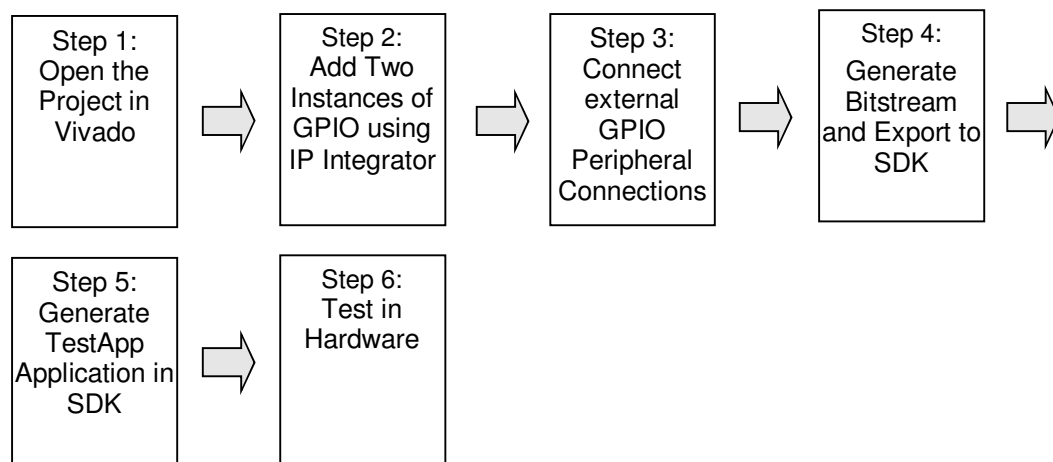 Step 1:
Open the
Project in
Vivado
Step 2:
Add Two
Instances of
GPIO using
IP Integrator
Step 3:
Connect
external
GPIO
Peripheral
Connections
Step 4:
Generate
Bitstream
and Export to
SDK
Step 5:
Generate
TestApp
Application in
SDK
Step 6:
Test in
Hardware